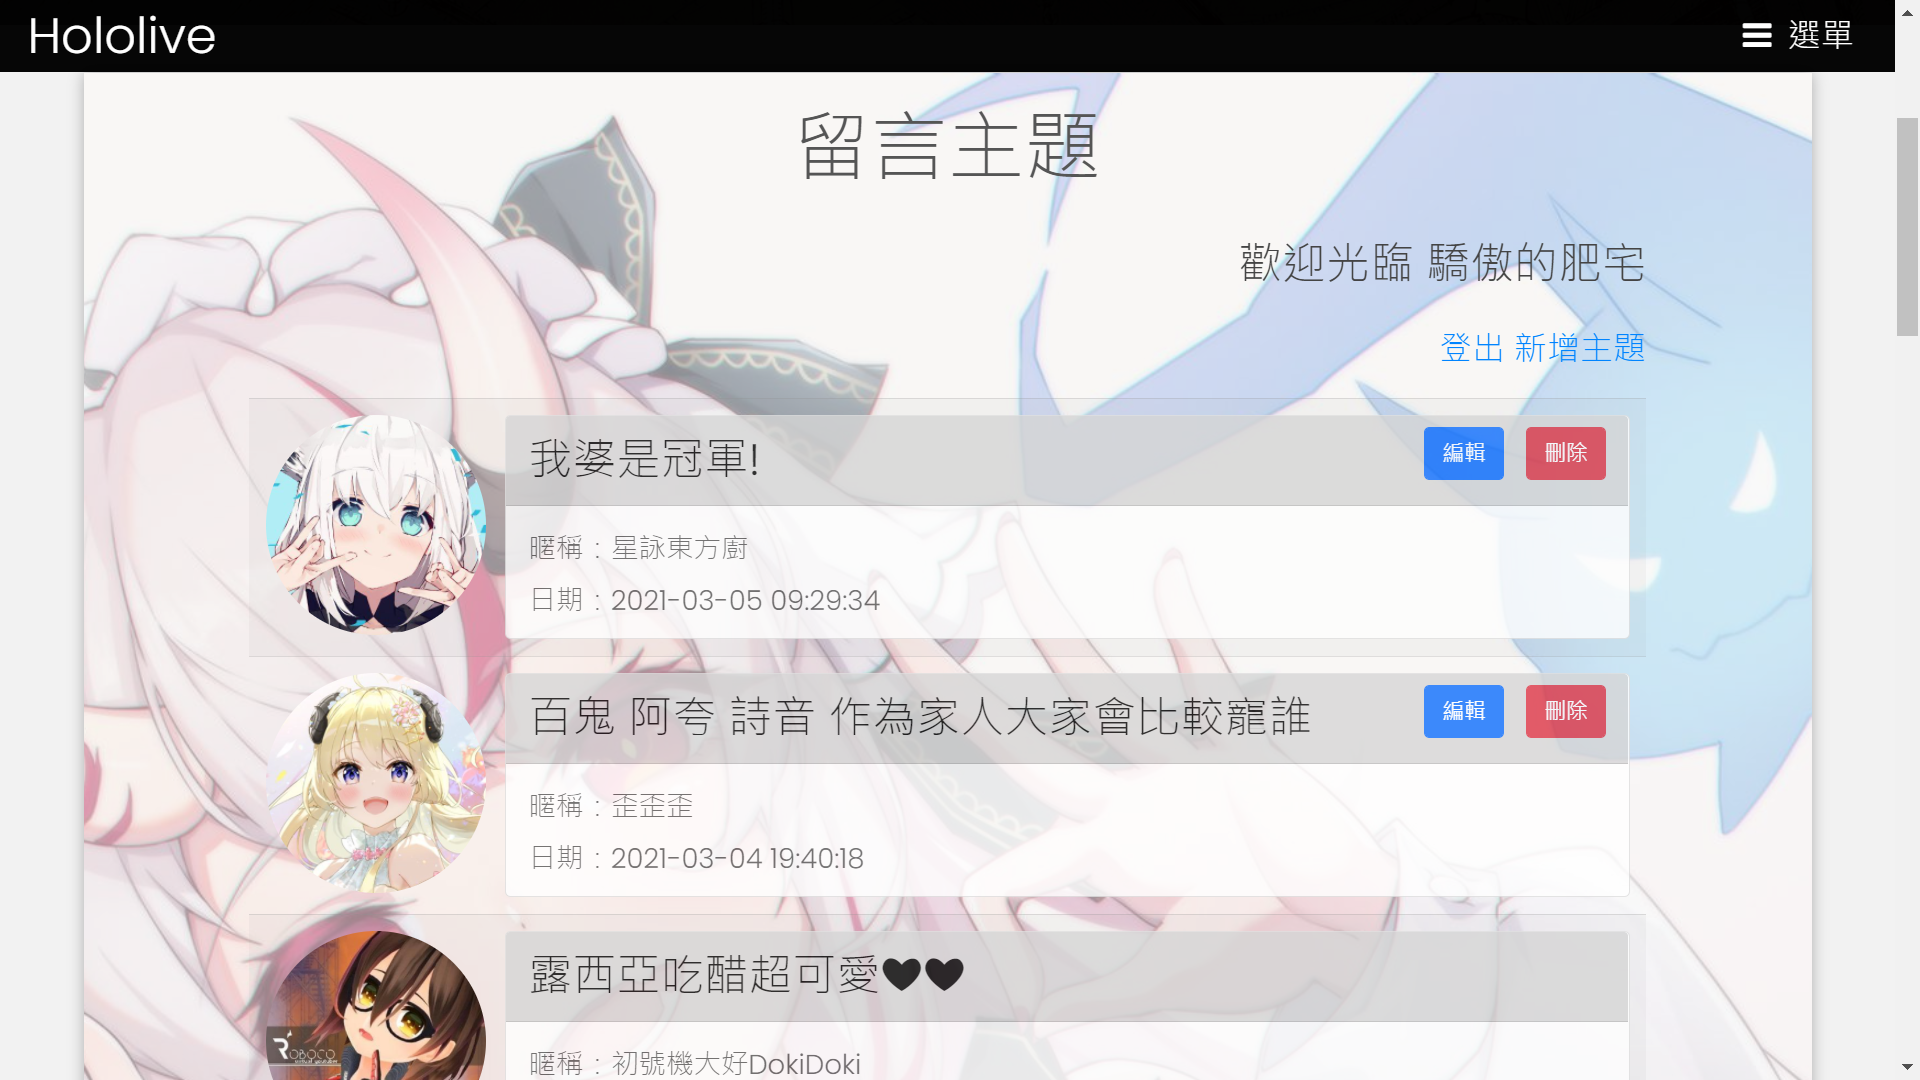 Hololive
選單
留言主題
歡迎光臨 驕傲的肥宅
登出 新增主題
我婆是冠軍!
編輯 刪除
暱稱：星詠東方廚
日期：2021-03-05 09:29:34
百鬼 阿夸 詩音 作為家人大家會比較寵誰
編輯 刪除
暱稱：歪歪歪
日期：2021-03-04 19:40:18
露西亞吃醋超可愛🖤🖤
ROBOCO
暱稱：初號機大好DokiDoki